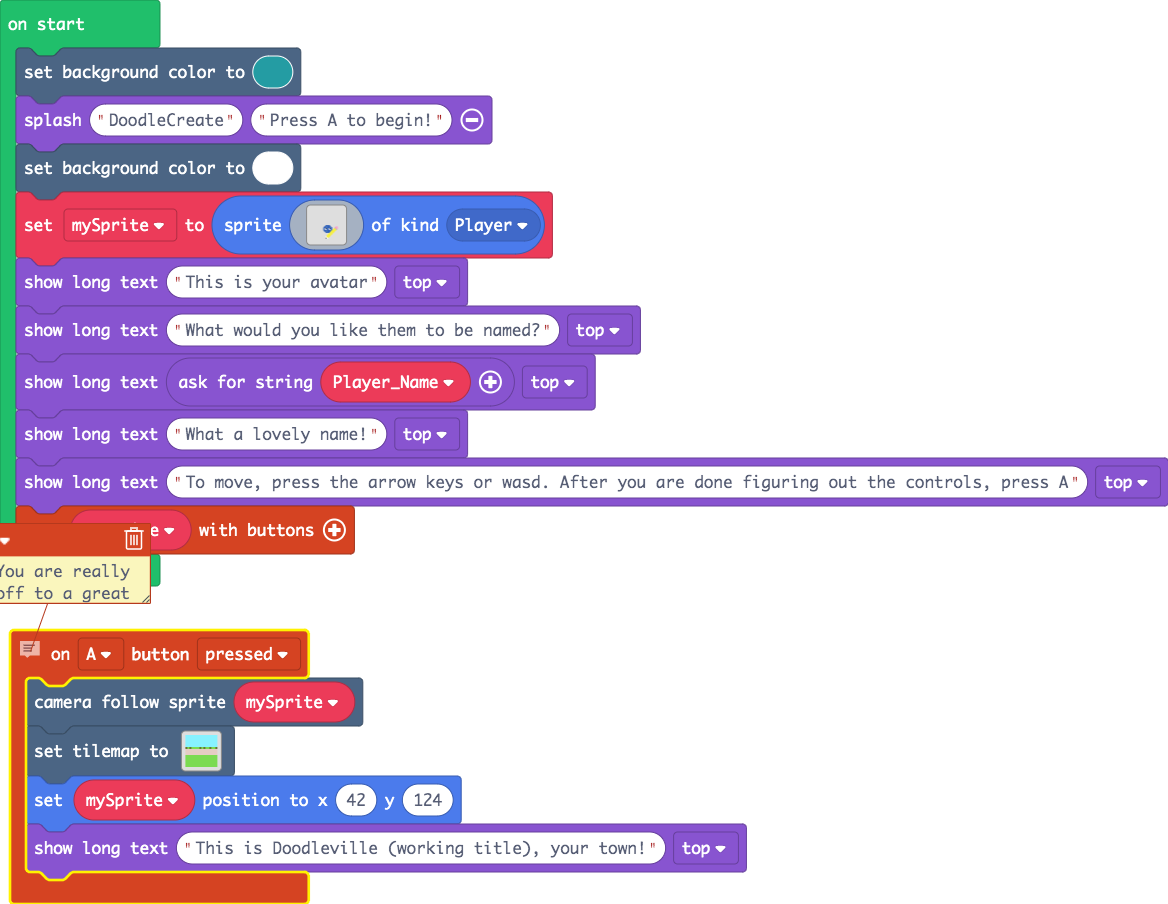 on start
set background color to
splash "DoodleCreate" "Press A to begin!"
set background color to
set mySprite to sprite of kind Player
show long text "This is your avatar" top
show long text "What would you like them to be named?" top
show long text ask for string Player_Name top
show long text "What a lovely name!" top
show long text "To move, press the arrow keys or wasd. After you are done figuring out the controls, press A" top
with buttons
You are really
off to a great
on A button pressed
camera follow sprite mySprite
set tilemap to
set mySprite position to x 42 y 124
show long text "This is Doodleville (working title), your town!" top